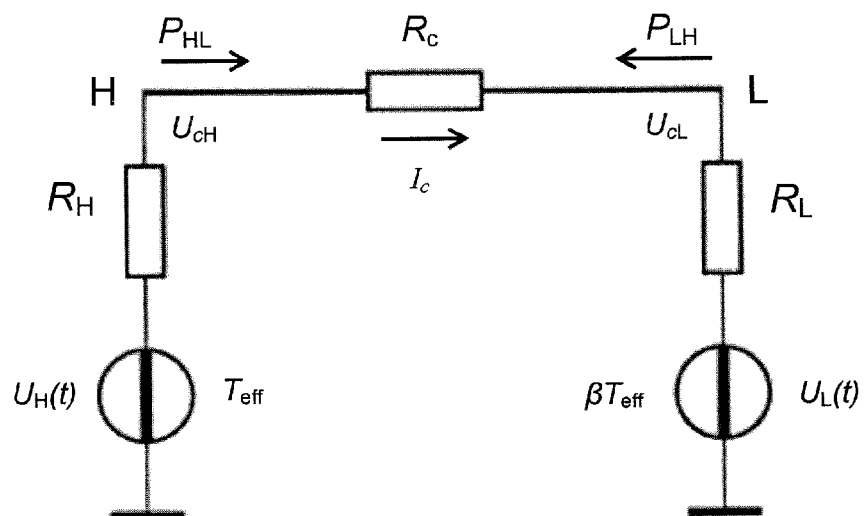 P_HL R_c P_LH
H L
U_cH U_cL
I_c
R_H R_L
U_H(t) T_eff βT_eff U_L(t)